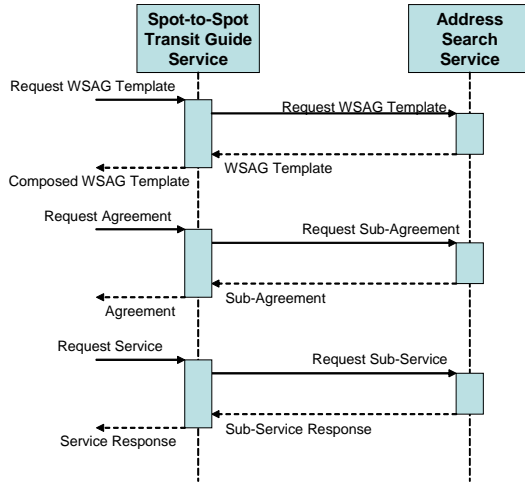 Spot-to-Spot
Transit Guide
Service
Address
Search
Service
Request WSAG Template
Request WSAG Template
WSAG Template
Composed WSAG Template
Request Agreement
Request Sub-Agreement
Sub-Agreement
Agreement
Request Service
Request Sub-Service
Sub-Service Response
Service Response